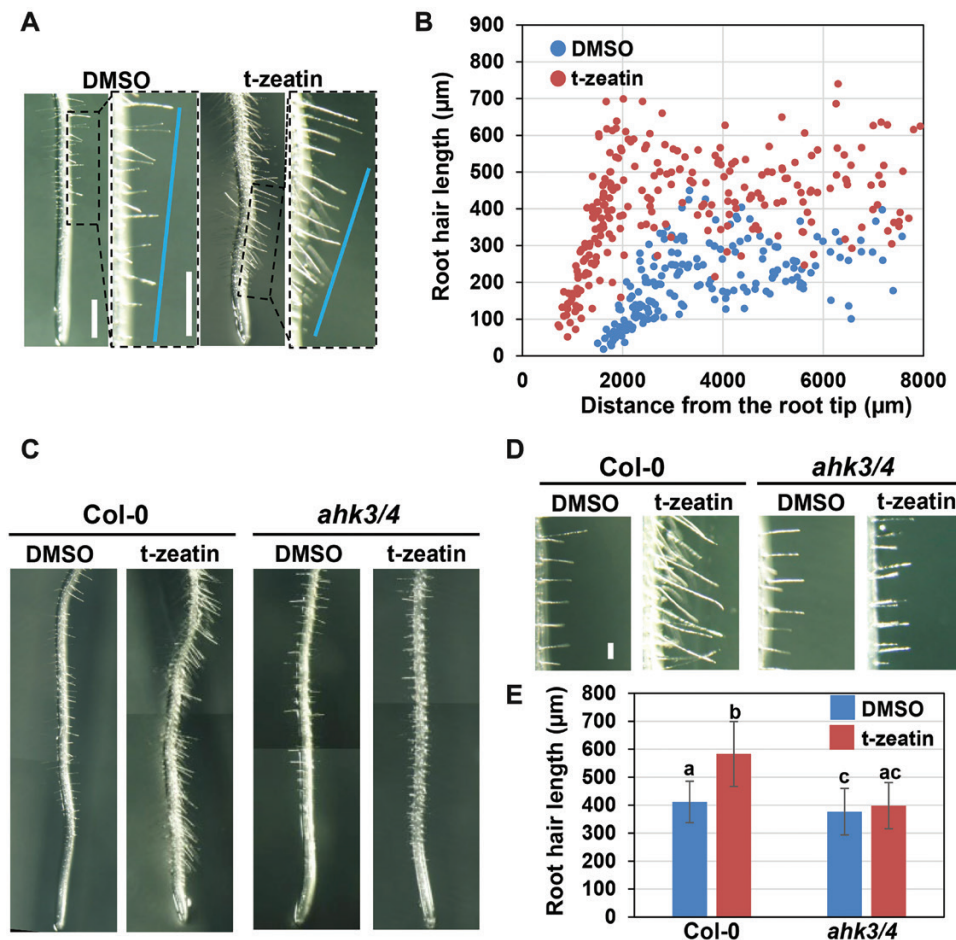 A
DMSO
t-zeatin
B
900
800
700
600
500
400
300
200
100
0
Root hair length (µm)
DMSO
t-zeatin
0
2000
4000
6000
8000
Distance from the root tip (µm)
C
Col-0
ahk3/4
DMSO
t-zeatin
DMSO
t-zeatin
D
Col-0
ahk3/4
DMSO
t-zeatin
DMSO
t-zeatin
E
800
700
600
500
400
300
200
100
0
Root hair length (µm)
DMSO
t-zeatin
a
b
c
ac
Col-0
ahk3/4